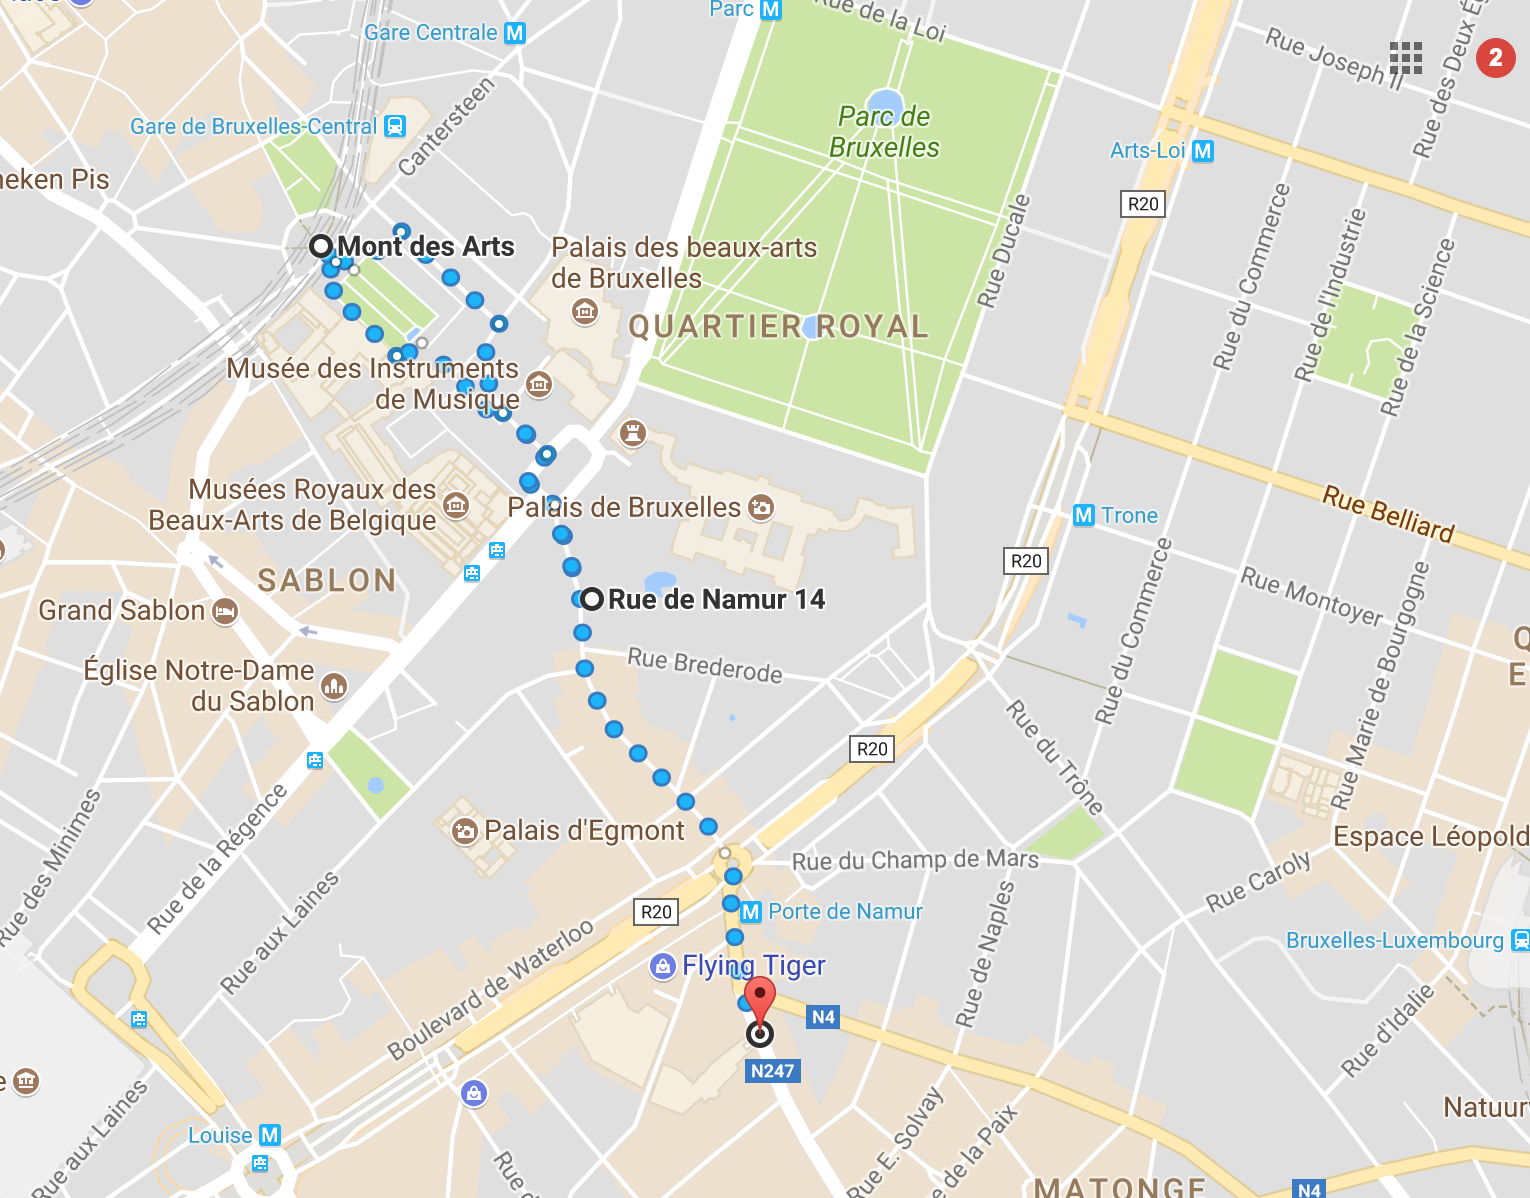 Parc
Rue de la Loi
Gare Centrale
2
Rue Joseph II
Gare de Bruxelles-Central
Cantersteen
Parc de
Bruxelles
Arts-Loi
neken Pis
R20
Mont des Arts
Palais des beaux-arts
de Bruxelles
Rue Ducale
Rue du Commerce
Rue de l'Industrie
Rue de la Science
QUARTIER ROYAL
Musée des Instruments
de Musique
Musées Royaux des
Beaux-Arts de Belgique
Palais de Bruxelles
Trone
Rue Belliard
R20
SABLON
Rue de Namur 14
Rue Montoyer
Grand Sablon
Rue du Commerce
Rue Marie de Bourgogne
Rue Brederode
Église Notre-Dame
du Sablon
R20
Rue du Trône
Rue des Minimes
Rue de la Régence
Palais d'Egmont
Espace Léopold
Rue du Champ de Mars
Rue Caroly
Rue aux Laines
R20
Porte de Namur
Rue de Naples
Bruxelles-Luxembourg
Boulevard de Waterloo
Flying Tiger
N4
Rue d'Idalie
N247
Rue aux Laines
Louise
Rue E. Solvay
e de la Paix
Natuur
MATONGE
N4